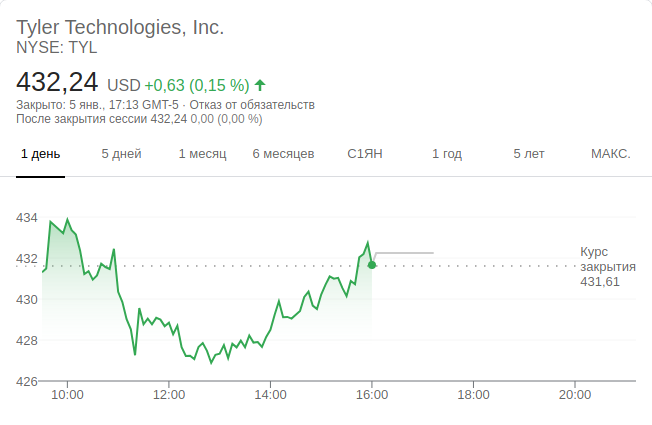 Tyler Technologies, Inc.
NYSE: TYL
432,24 USD +0,63 (0,15 %)
Закрыто: 5 янв., 17:13 GMT-5 · Отказ от обязательств
После закрытия сессии 432,24 0,00 (0,00 %)
1 день 5 дней 1 месяц 6 месяцев С1ЯН 1 год 5 лет МАКС.
434
432
430
428
426
Курс
закрытия
431,61
10:00 12:00 14:00 16:00 18:00 20:00